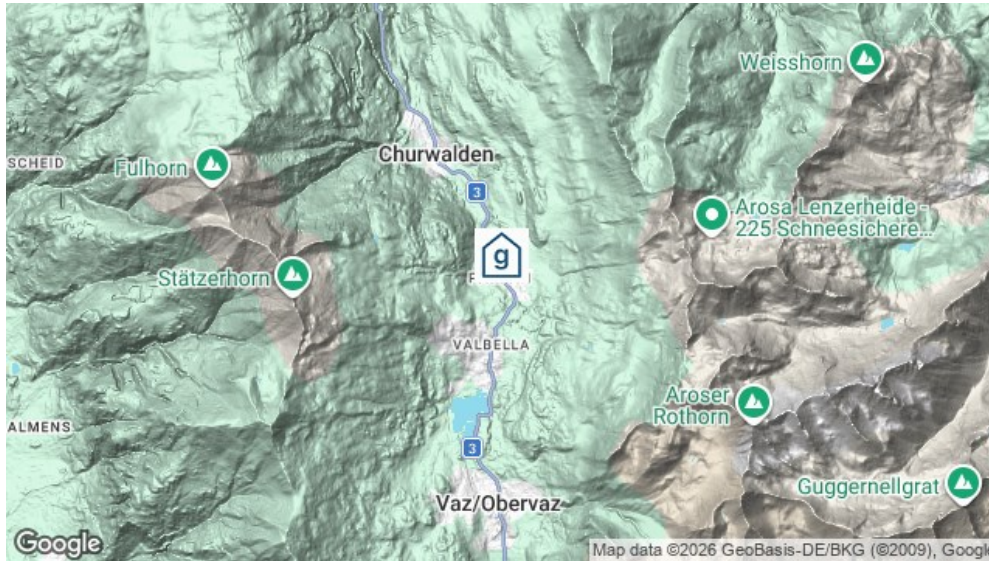 Weisshorn
SCHEID
Fulhorn
Churwalden
3
Arosa Lenzerheide -
225 Schneesichere...
g
Stätzerhorn
VALBELLA
Aroser
Rothorn
ALMENS
3
Vaz/Obervaz
Guggernellgrat
Google
Map data ©2026 GeoBasis-DE/BKG (©2009), Google